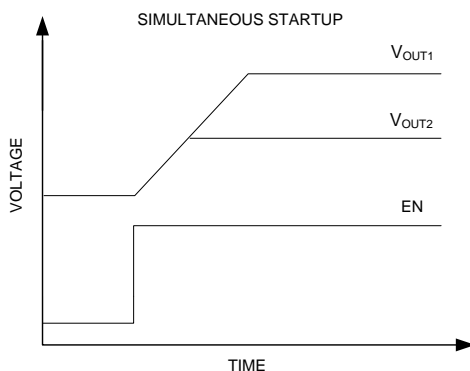 SIMULTANEOUS STARTUP
VOUT1
VOUT2
VOLTAGE
EN
TIME